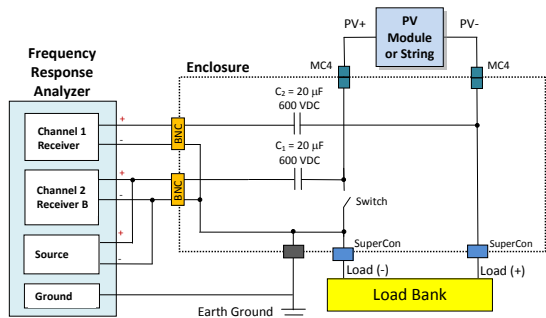 PV+
PV
Module
or String
PV-
Frequency
Response
Analyzer
Enclosure
MC4
MC4
C₂ = 20 µF
600 VDC
+
-
Channel 1
Receiver
BNC
C₁ = 20 µF
600 VDC
+
-
Channel 2
Receiver B
BNC
Switch
+
-
Source
SuperCon
SuperCon
Load (-)
Load (+)
Ground
Earth Ground
Load Bank